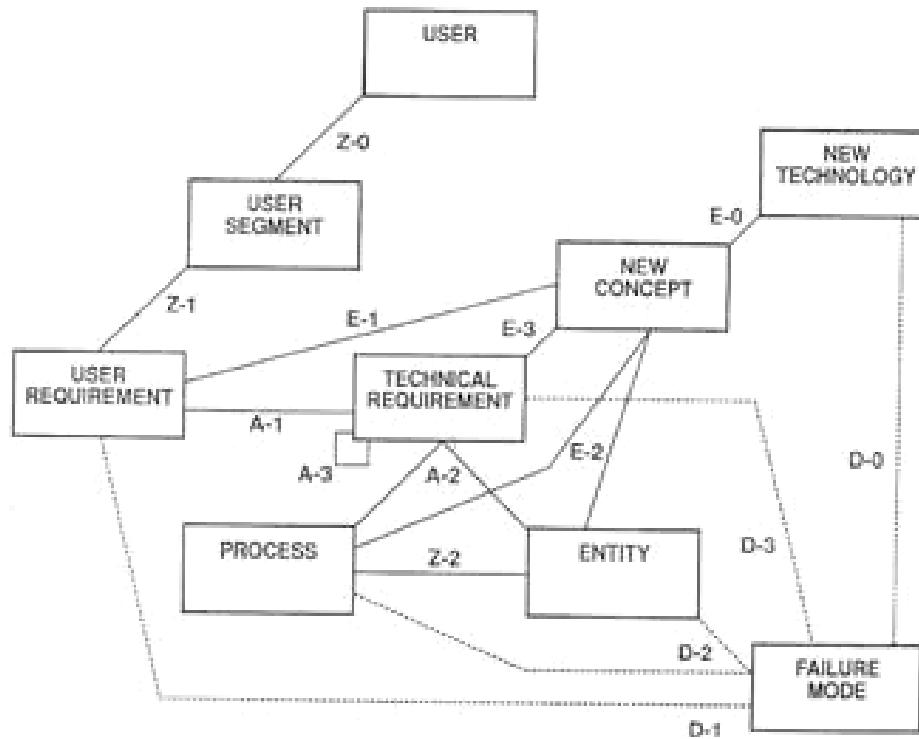 USER
Z-0
NEW
TECHNOLOGY
USER
SEGMENT
E-0
NEW
CONCEPT
Z-1
E-1
E-3
USER
REQUIREMENT
TECHNICAL
REQUIREMENT
A-1
A-3
A-2
E-2
D-0
PROCESS
Z-2
ENTITY
D-3
D-2
FAILURE
MODE
D-1